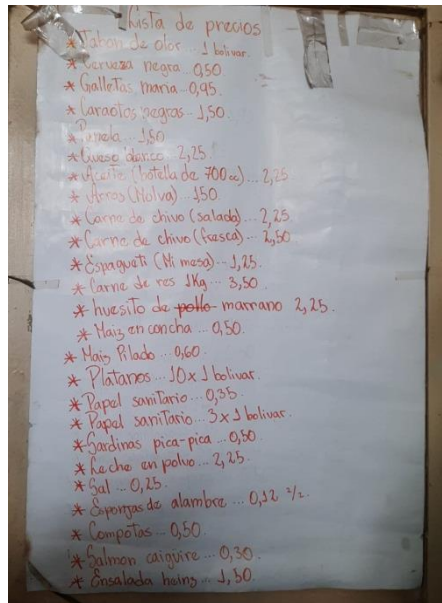 Lista de precios
* Jabon de olor... 1 bolivar.
* Cerveza negra. 0,50
* Galletas maria... 0,95.
* Caraotas negras... 1,50.
* Panela... 1,50
* Queso blanco... 2,25.
* Aceite (botella de 700cc)... 2,25
* Arros (Molva)... 150.
* Carne de chivo (salada)... 2,25.
* Carne de chivo (fresca)... 2,50
* Espagueti (Mi mesa)... 1,25.
* Carne de res 1Kg... 3,50
* huesito de pollo marrano 2,25.
* Maiz en concha... 0,50.
* Maiz Pilado... 0,60.
* Platanos... 10 x 1 bolivar.
* Papel sanitario... 0,35.
* Papel sanitario... 3 x 1 bolivar.
* Sardinas pica-pica... 0,50.
* Leche en polvo... 2,25.
* Sal... 0,25.
* Esponjas de alambre... 0,12 1/2.
* Compotas... 0,50.
* Salmon caiguire... 0,30.
* Ensalada heinz... 1,50.